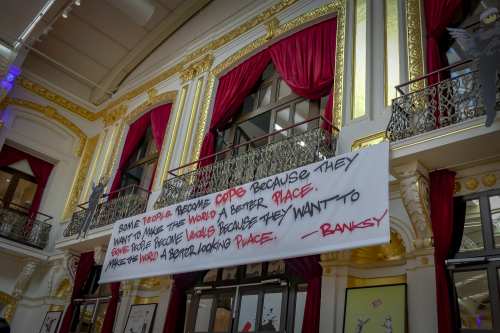 SOME PEOPLE BECOME COPS BECAUSE THEY
WANT TO MAKE THE WORLD A BETTER PLACE.
SOME PEOPLE BECOME VANDALS BECAUSE THEY WANT TO
MAKE THE WORLD A BETTER LOOKING PLACE. - BANKSY